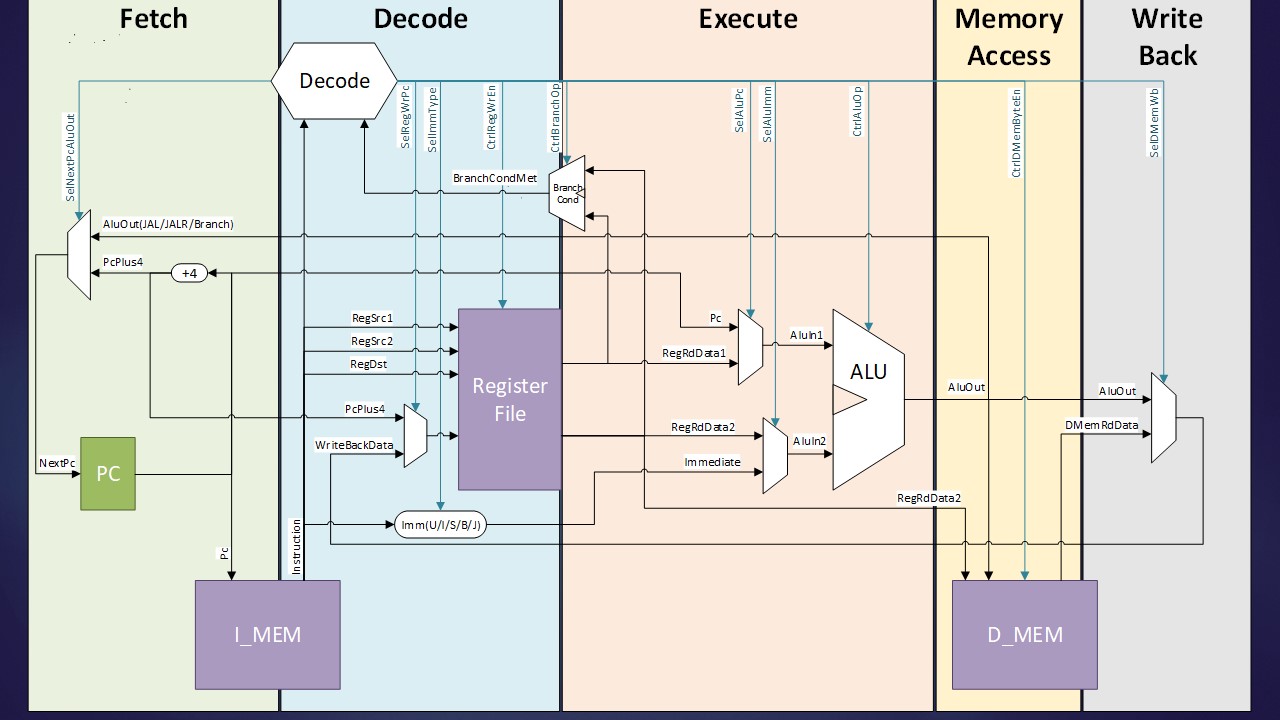 Fetch
Decode
Execute
Memory
Access
Write
Back
Decode
SelNextPcAluOut
SelRegWrPc
SelImmType
CtrlRegWrEn
CtrlBranchOp
SelAluPc
SelAluImm
CtrlAluOp
CtrlDMemByteEn
SelDMemWb
BranchCondMet
Branch
Cond
AluOut(JAL/JALR/Branch)
PcPlus4
+4
RegSrc1
RegSrc2
RegDst
Register
File
PcPlus4
WriteBackData
Pc
RegRdData1
AluIn1
ALU
RegRdData2
AluIn2
Immediate
AluOut
AluOut
DMemRdData
NextPc
PC
RegRdData2
Imm(U/I/S/B/J)
Pc
Instruction
I_MEM
D_MEM